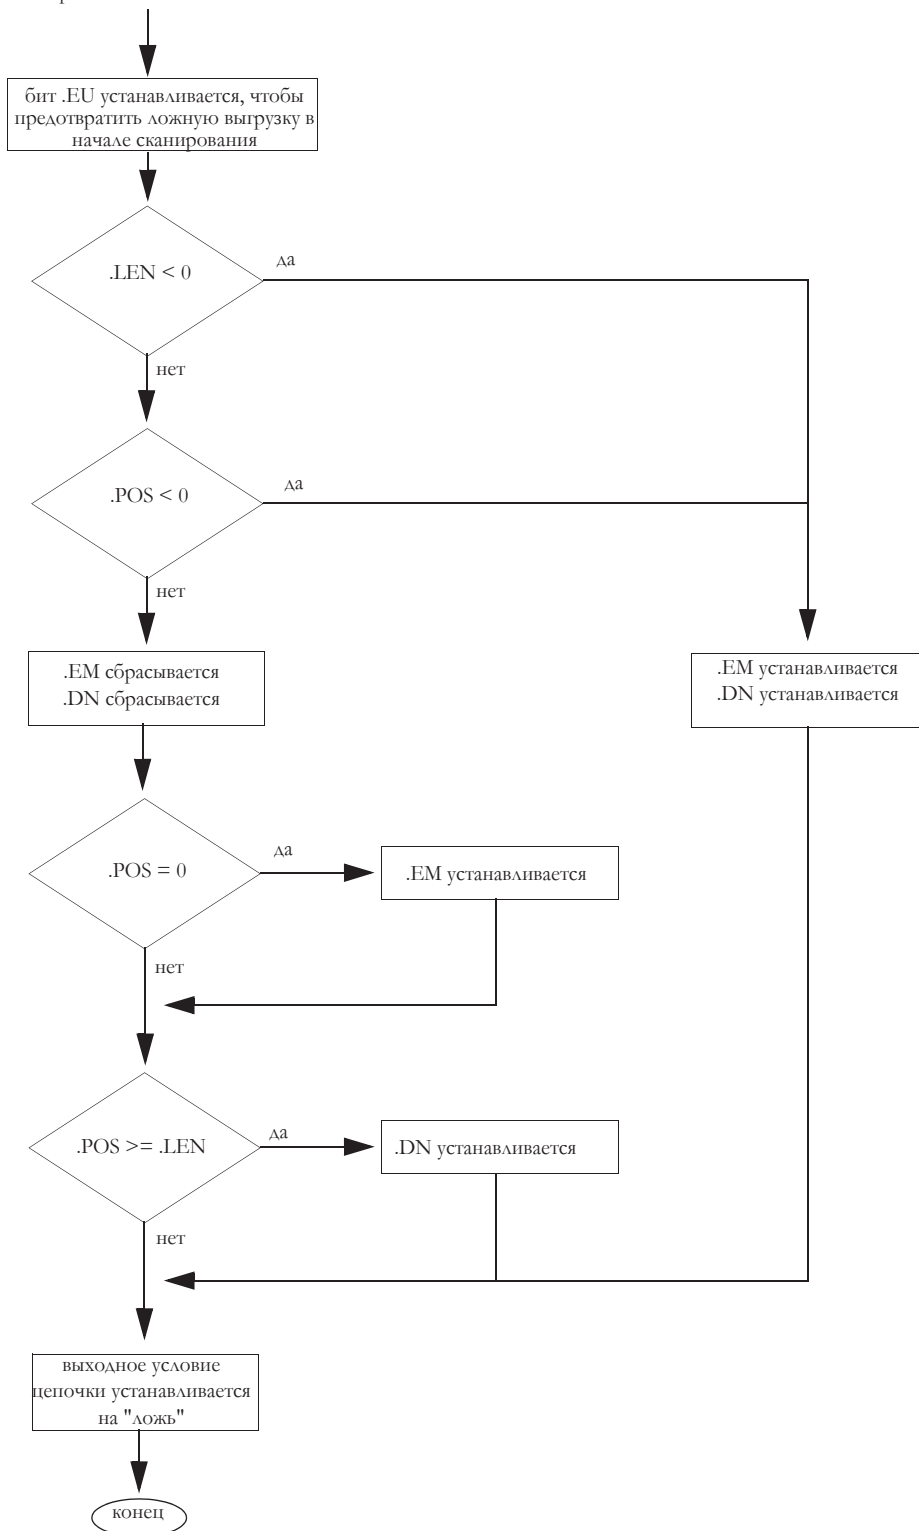 бит .EU устанавливается, чтобы
предотвратить ложную выгрузку в
начале сканирования
.LEN < 0
да
нет
.POS < 0
да
нет
.EM сбрасывается
.DN сбрасывается
.EM устанавливается
.DN устанавливается
.POS = 0
да
.EM устанавливается
нет
.POS >= .LEN
да
.DN устанавливается
нет
выходное условие
цепочки устанавливается
на "ложь"
конец